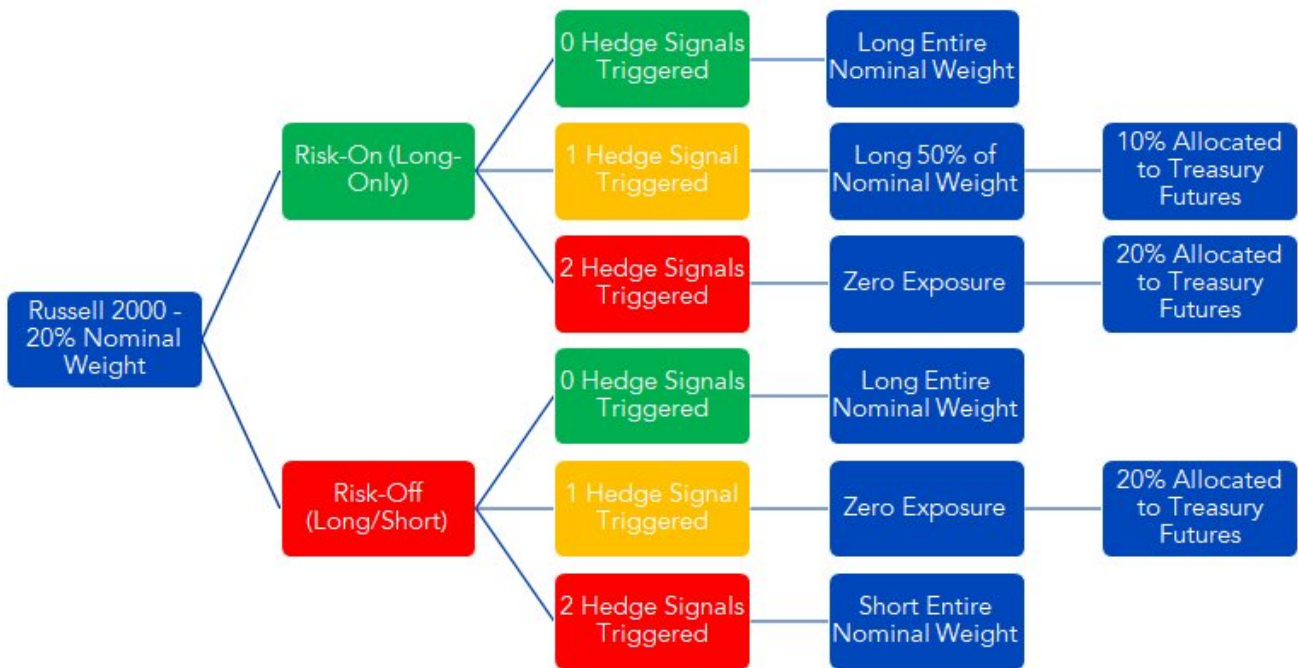 Russell 2000 -
20% Nominal
Weight
Risk-On (Long-
Only)
0 Hedge Signals
Triggered
Long Entire
Nominal Weight
1 Hedge Signal
Triggered
Long 50% of
Nominal Weight
10% Allocated
to Treasury
Futures
2 Hedge Signals
Triggered
Zero Exposure
20% Allocated
to Treasury
Futures
Risk-Off
(Long/Short)
0 Hedge Signals
Triggered
Long Entire
Nominal Weight
1 Hedge Signal
Triggered
Zero Exposure
20% Allocated
to Treasury
Futures
2 Hedge Signals
Triggered
Short Entire
Nominal Weight